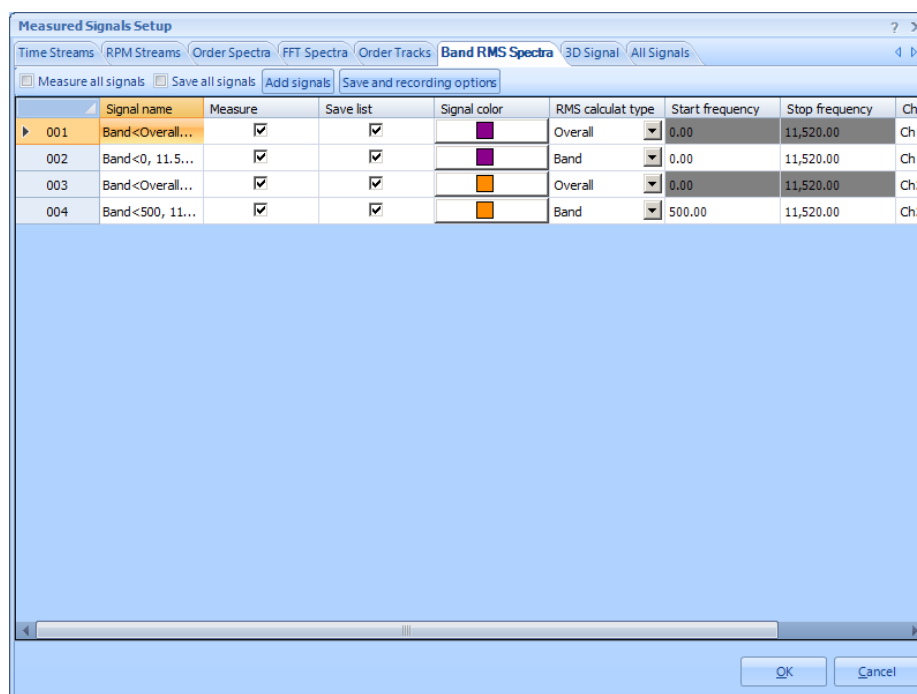 Measured Signals Setup
Time Streams RPM Streams Order Spectra FFT Spectra Order Tracks Band RMS Spectra 3D Signal All Signals
Measure all signals Save all signals Add signals Save and recording options
Signal name Measure Save list Signal color RMS calculat type Start frequency Stop frequency Ch
001 Band<Overall... Overall 0.00 11,520.00 Ch
002 Band<0, 11.5... Band 0.00 11,520.00 Ch
003 Band<Overall... Overall 0.00 11,520.00 Ch
004 Band<500, 11... Band 500.00 11,520.00 Ch
OK Cancel